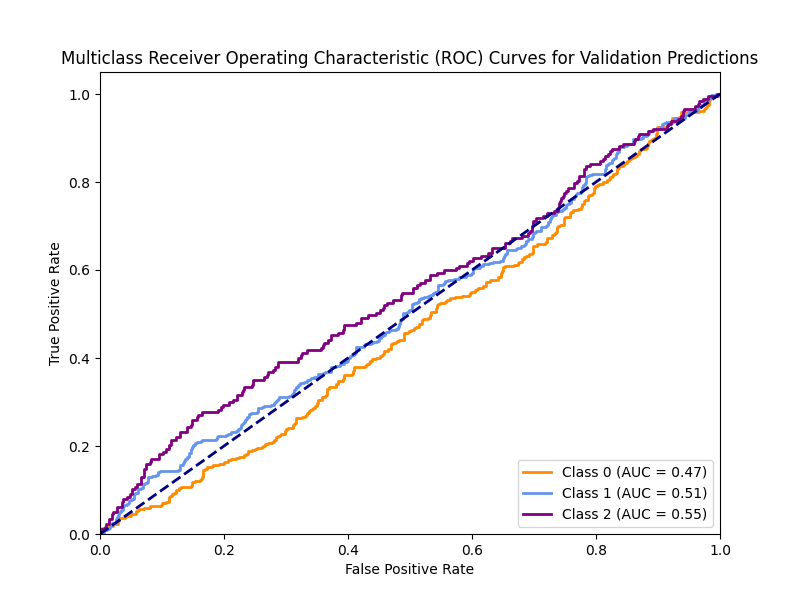 Multiclass Receiver Operating Characteristic (ROC) Curves for Validation Predictions
1.0
0.8
0.6
0.4
0.2
0.0
True Positive Rate
Class 0 (AUC = 0.47)
Class 1 (AUC = 0.51)
Class 2 (AUC = 0.55)
0.0 0.2 0.4 0.6 0.8 1.0
False Positive Rate